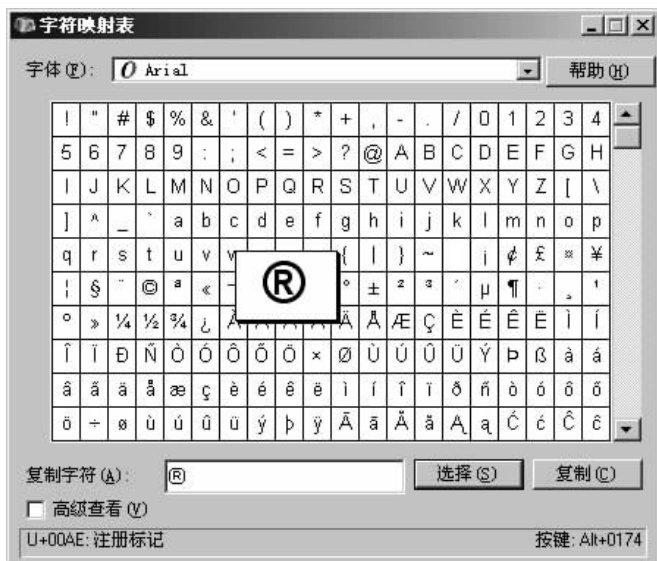 字符映射表
字体(F): O Arial 帮助(H)
! " # $ % & ' ( ) * + , - . / 0 1 2 3 4
5 6 7 8 9 : ; < = > ? @ A B C D E F G H
I J K L M N O P Q R S T U V W X Y Z [ \
] ^ _ ` a b c d e f g h i j k l m n o p
q r s t u v w { | } ~ ¡ ¢ £ ¤ ¥
®
¦ § ¨ © ª « ° ± ² ³ ´ µ ¶ · ¸ ¹
º » ¼ ½ ¾ ¿ À Á Â Ã Ä Å Æ Ç È É Ê Ë Ì Í
Î Ï Ð Ñ Ò Ó Ô Õ Ö × Ø Ù Ú Û Ü Ý Þ ß à á
â ã ä å æ ç è é ê ë ì í î ï ð ñ ò ó ô õ
ö ÷ ø ù ú û ü ý þ ÿ Ā ā Ă ă Ą ą Ć ć Ĉ ĉ
复制字符(A): ® 选择(S) 复制(C)
高级查看(V)
U+00AE: 注册标记 按键: Alt+0174